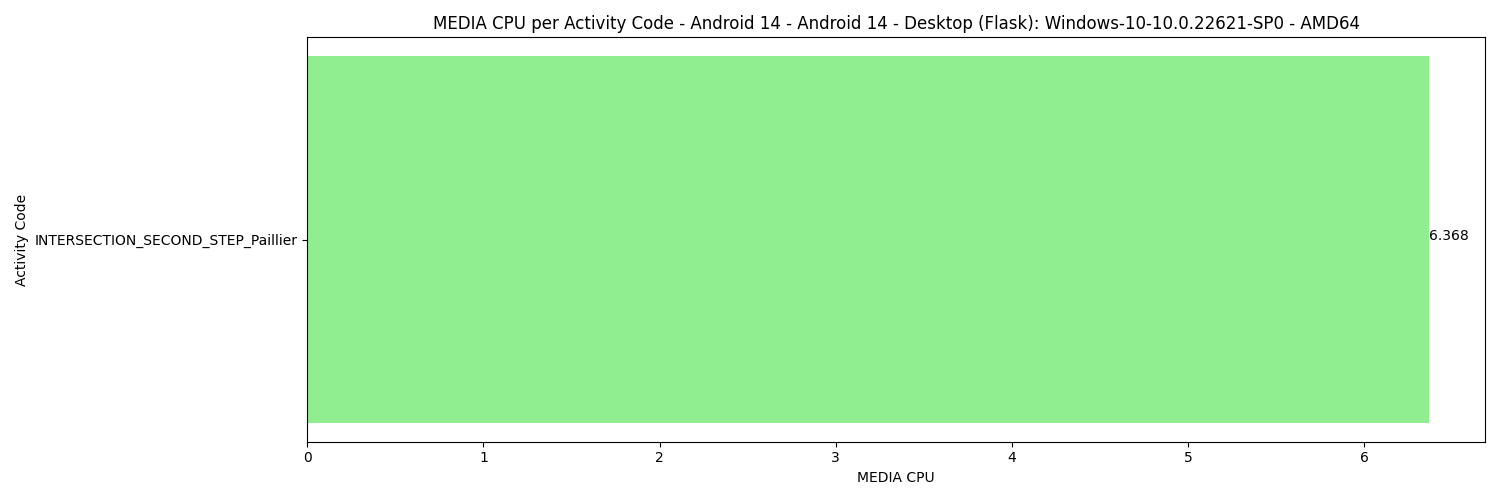 MEDIA CPU per Activity Code - Android 14 - Android 14 - Desktop (Flask): Windows-10-10.0.22621-SP0 - AMD64
Activity Code
INTERSECTION_SECOND_STEP_Paillier
6.368
0 1 2 3 4 5 6
MEDIA CPU